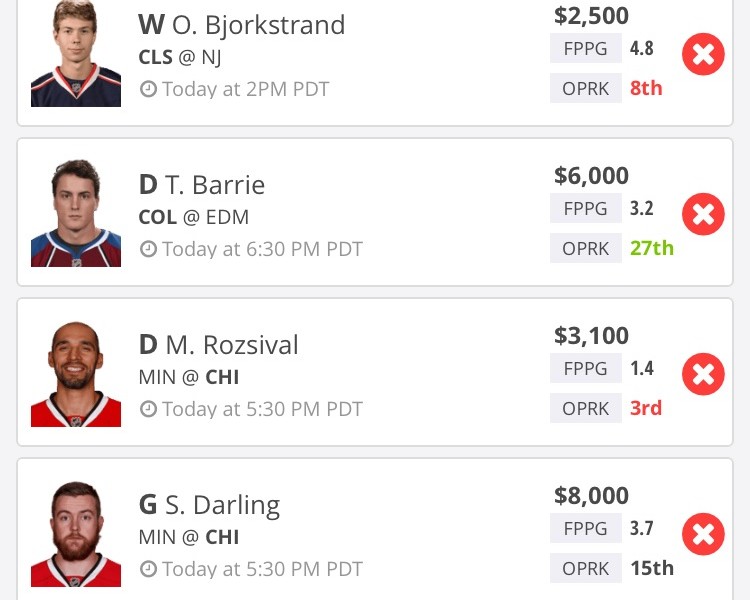 W O. Bjorkstrand $2,500
CLS @ NJ FPPG 4.8
Today at 2PM PDT OPRK 8th
D T. Barrie $6,000
COL @ EDM FPPG 3.2
Today at 6:30 PM PDT OPRK 27th
D M. Rozsival $3,100
MIN @ CHI FPPG 1.4
Today at 5:30 PM PDT OPRK 3rd
G S. Darling $8,000
MIN @ CHI FPPG 3.7
Today at 5:30 PM PDT OPRK 15th